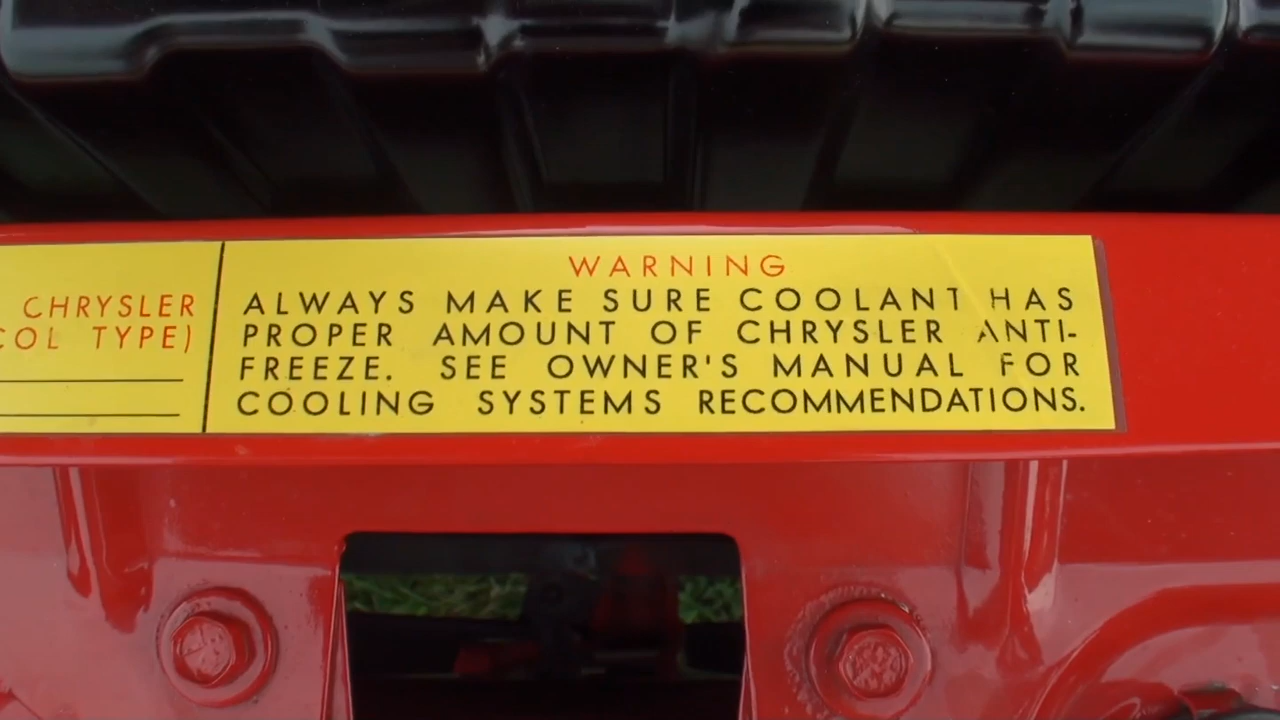 CHRYSLER
COL TYPE)
WARNING
ALWAYS MAKE SURE COOLANT HAS
PROPER AMOUNT OF CHRYSLER ANTI-
FREEZE. SEE OWNER'S MANUAL FOR
COOLING SYSTEMS RECOMMENDATIONS.